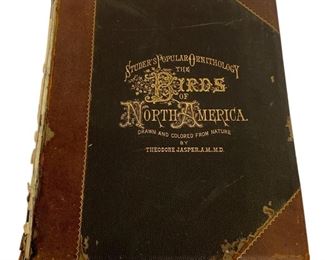 STUDER'S POPULAR ORNITHOLOGY
THE
BIRDS
OF
NORTH AMERICA.
DRAWN AND COLORED FROM NATURE
BY
THEODORE JASPER, A.M., M.D.